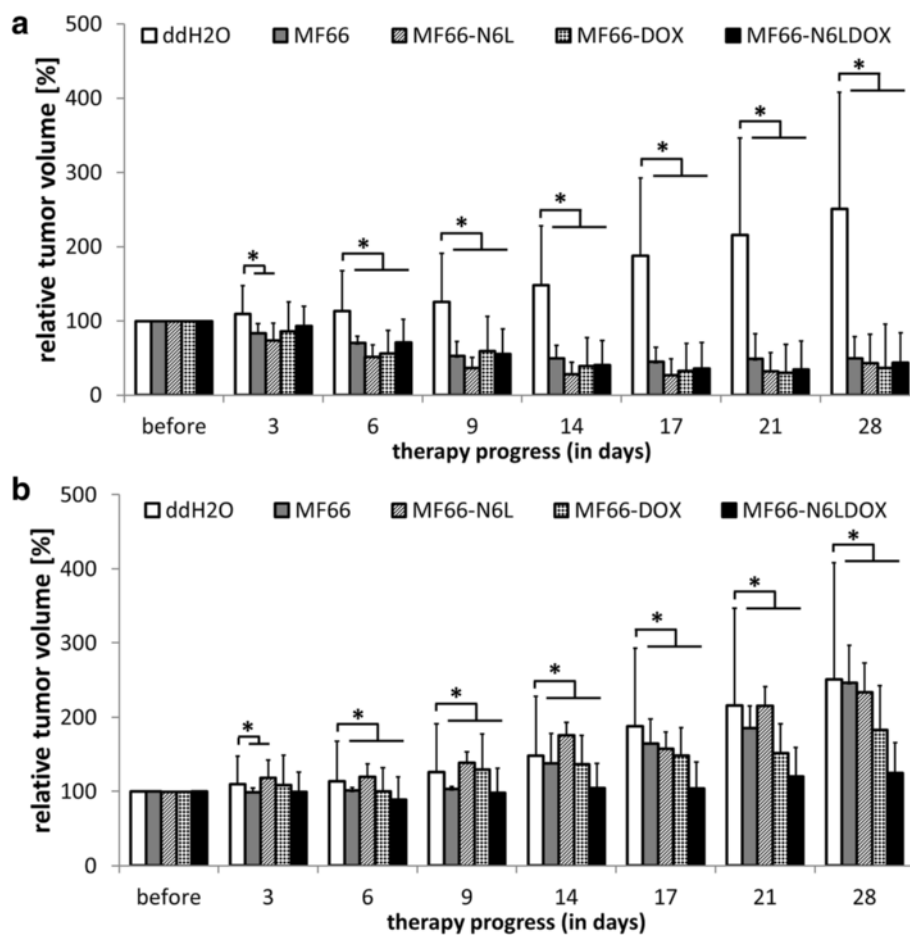 a
relative tumor volume [%]
500
400
300
200
100
0
ddH2O MF66 MF66-N6L MF66-DOX MF66-N6LDOX
* * * * * * *
before 3 6 9 14 17 21 28
therapy progress (in days)
b
relative tumor volume [%]
500
400
300
200
100
0
ddH2O MF66 MF66-N6L MF66-DOX MF66-N6LDOX
* * * * * * *
before 3 6 9 14 17 21 28
therapy progress (in days)